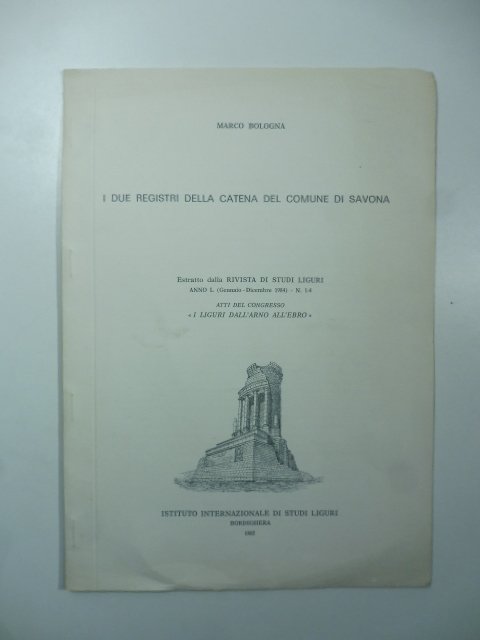 MARCO BOLOGNA
I DUE REGISTRI DELLA CATENA DEL COMUNE DI SAVONA
Estratto dalla RIVISTA DI STUDI LIGURI
ANNO L (Gennaio-Dicembre 1984) - N. 1-4
ATTI DEL CONGRESSO
« I LIGURI DALL'ARNO ALL'EBRO »
ISTITUTO INTERNAZIONALE DI STUDI LIGURI
BORDIGHERA